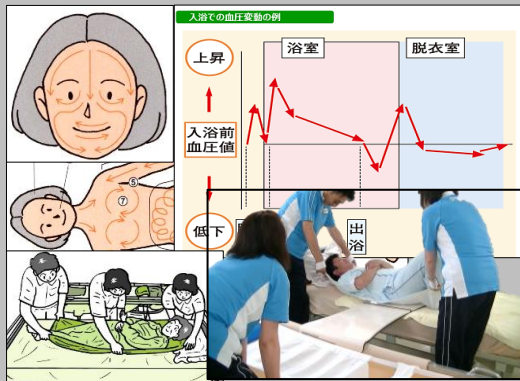 入浴での血圧変動の例
上昇
浴室
脱衣室
入浴前
血圧値
低下
出
浴
⑤
⑦